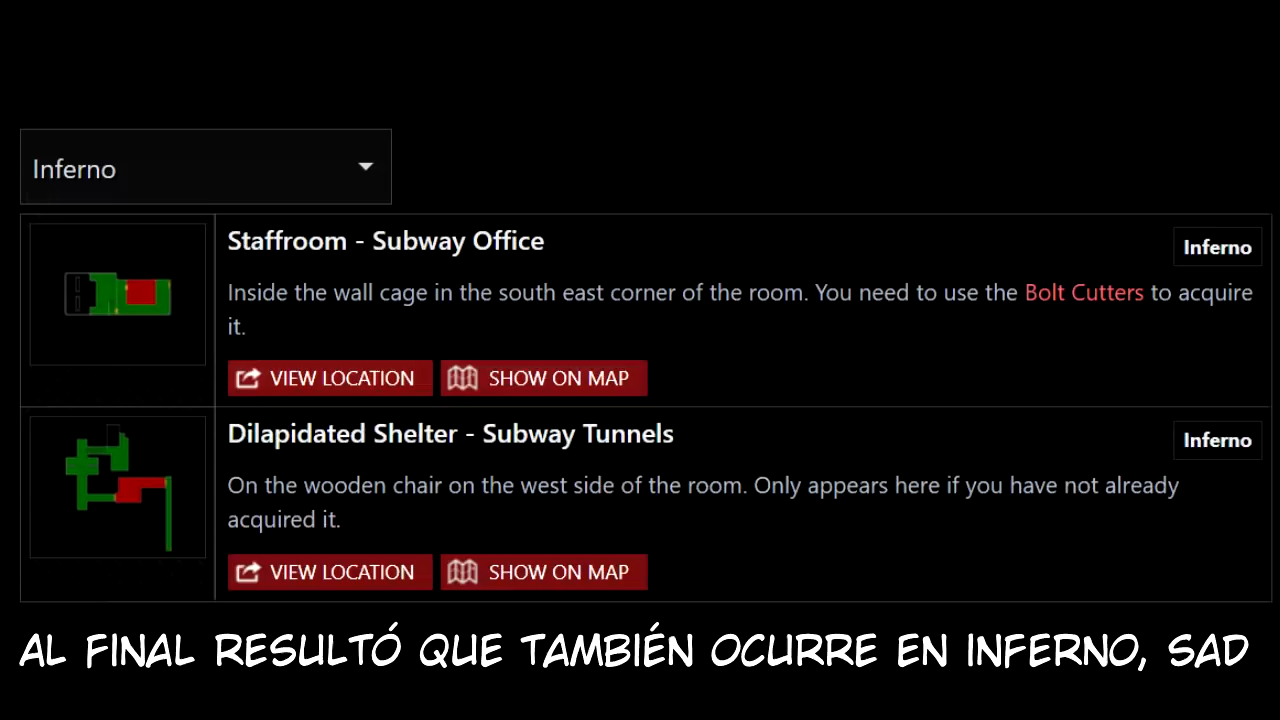 Inferno
Staffroom - Subway Office
Inferno
Inside the wall cage in the south east corner of the room. You need to use the Bolt Cutters to acquire
it.
VIEW LOCATION
SHOW ON MAP
Dilapidated Shelter - Subway Tunnels
Inferno
On the wooden chair on the west side of the room. Only appears here if you have not already
acquired it.
VIEW LOCATION
SHOW ON MAP
AL FINAL RESULTÓ QUE TAMBIÉN OCURRE EN INFERNO, SAD